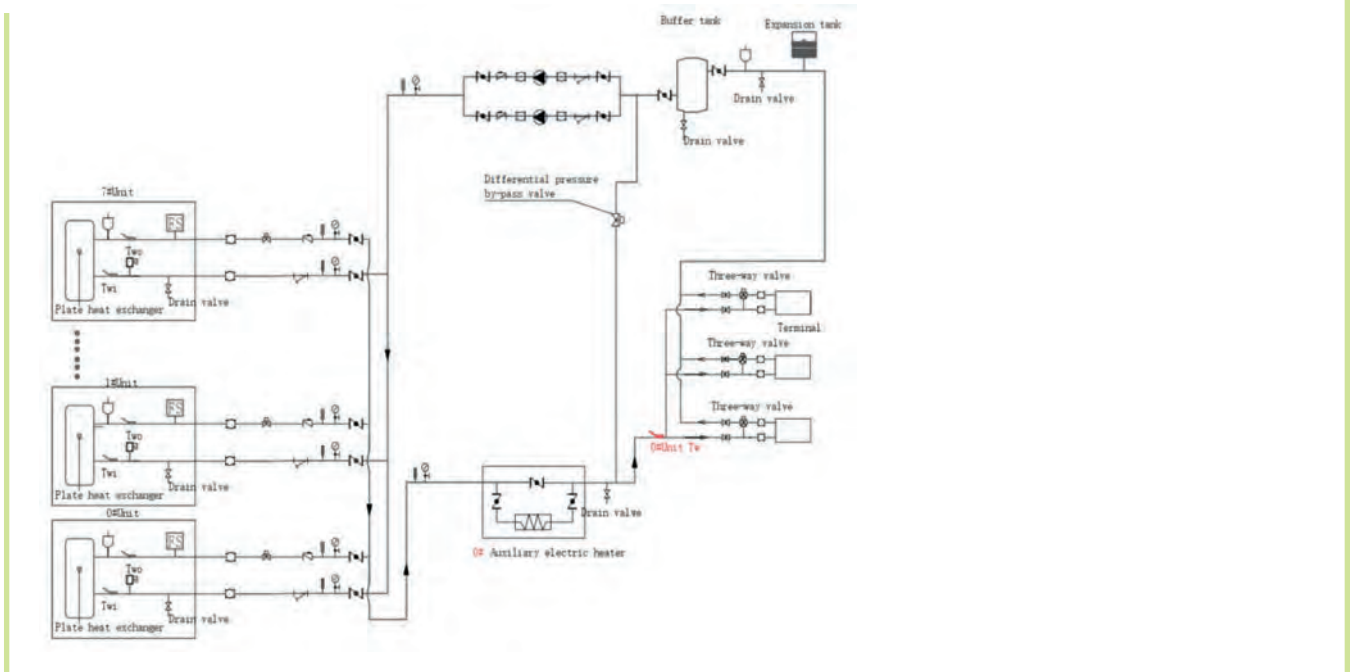 Buffer tank
Expansion tank
Drain valve
Drain valve
Differential pressure
by-pass valve
7#Unit
FS
Two
Twi
Drain valve
Plate heat exchanger
Three-way valve
Terminal
Three-way valve
Three-way valve
1#Unit
FS
Two
Twi
Drain valve
Plate heat exchanger
0#Unit Tw
0#Unit
FS
Two
Twi
Drain valve
Plate heat exchanger
Drain valve
0# Auxiliary electric heater